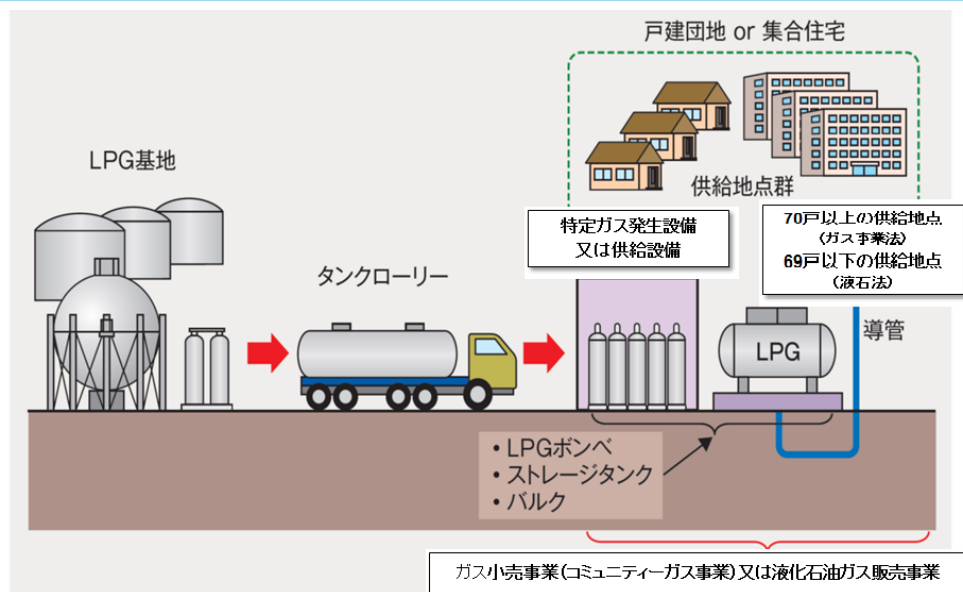 戸建団地 or 集合住宅
LPG基地
供給地点群
特定ガス発生設備
又は供給設備
70戸以上の供給地点
(ガス事業法)
69戸以下の供給地点
(液石法)
タンクローリー
導管
LPG
・LPGボンベ
・ストレージタンク
・バルク
ガス小売事業(コミュニティーガス事業)又は液化石油ガス販売事業